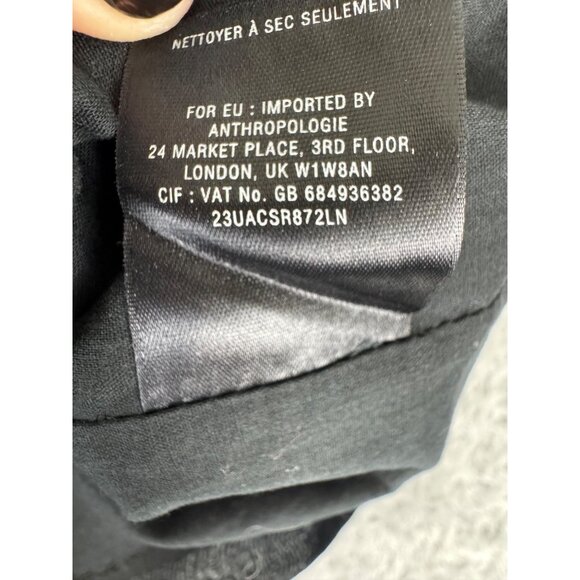 NETTOYER À SEC SEULEMENT
FOR EU : IMPORTED BY
ANTHROPOLOGIE
24 MARKET PLACE, 3RD FLOOR,
LONDON, UK W1W8AN
CIF : VAT No. GB 684936382
23UACSR872LN